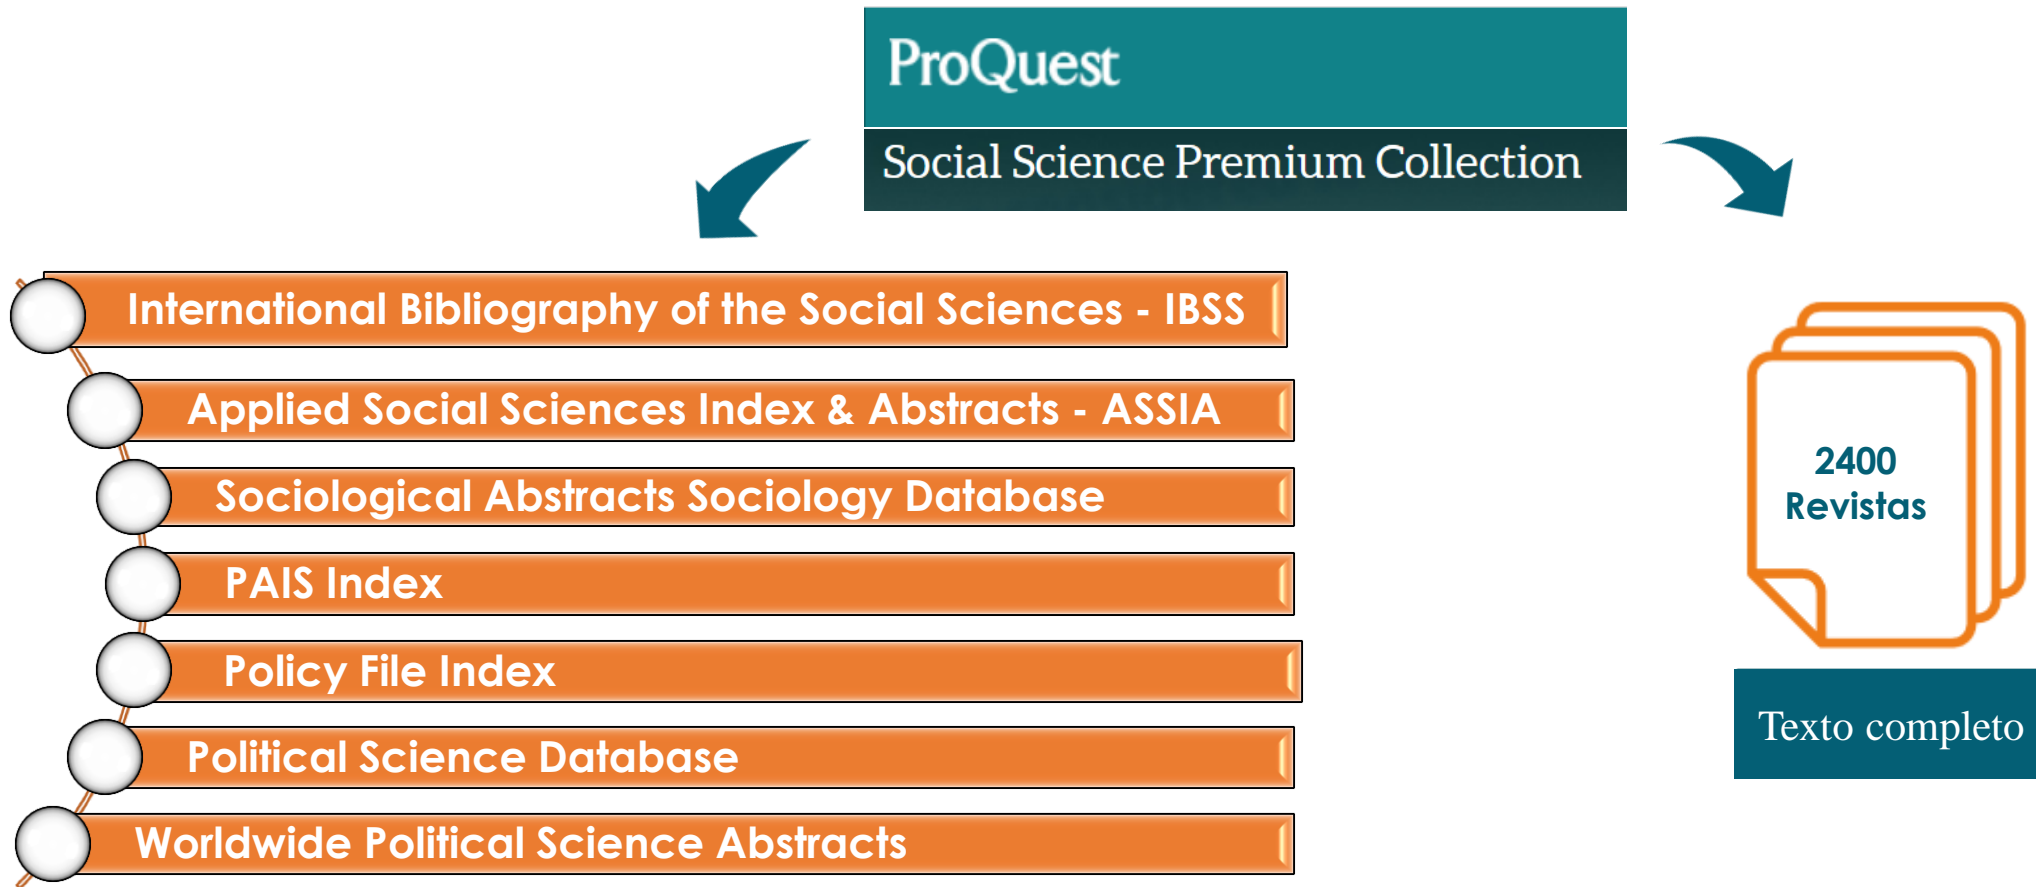 ProQuest
Social Science Premium Collection
International Bibliography of the Social Sciences - IBSS
Applied Social Sciences Index & Abstracts - ASSIA
Sociological Abstracts Sociology Database
PAIS Index
Policy File Index
Political Science Database
Worldwide Political Science Abstracts
2400
Revistas
Texto completo